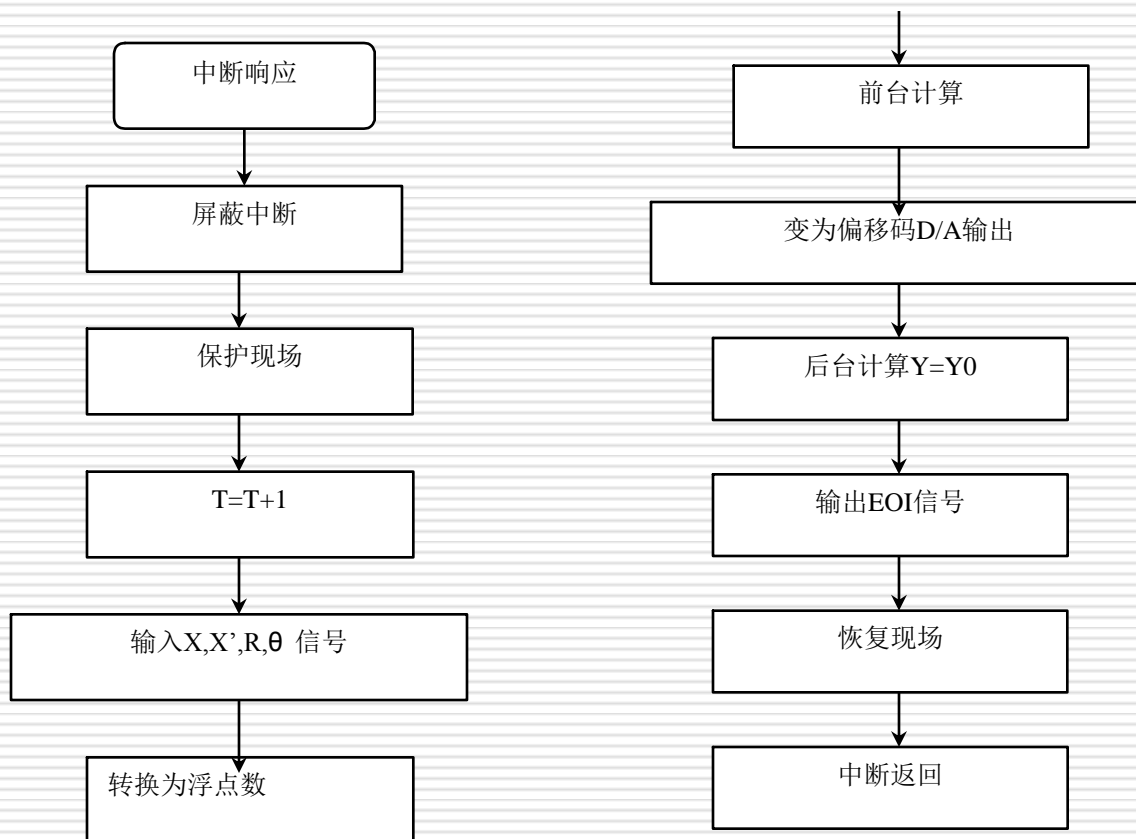 中断响应
屏蔽中断
保护现场
T=T+1
输入X,X’,R,θ 信号
转换为浮点数
前台计算
变为偏移码D/A输出
后台计算Y=Y0
输出EOI信号
恢复现场
中断返回